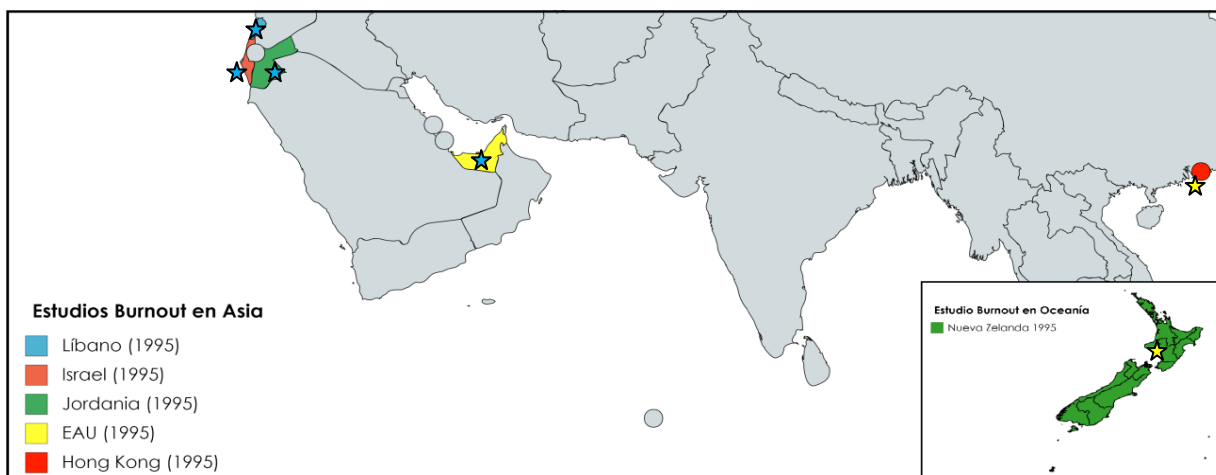 Estudios Burnout en Asia
Líbano (1995)
Israel (1995)
Jordania (1995)
EAU (1995)
Hong Kong (1995)
Estudio Burnout en Oceanía
Nueva Zelanda 1995